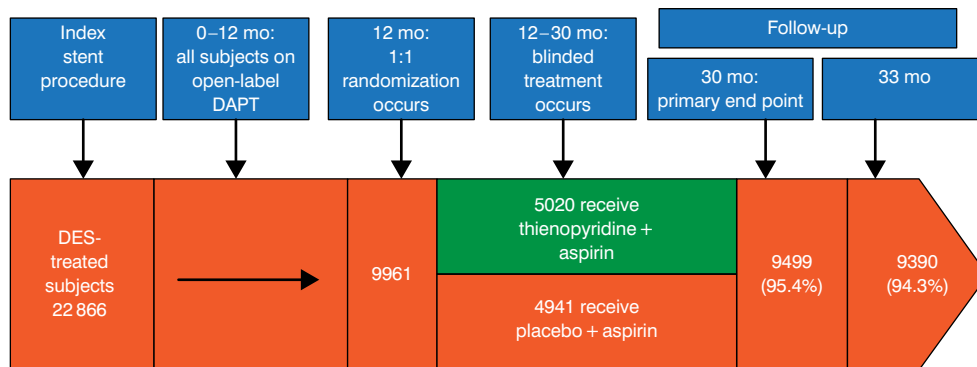 Index
stent
procedure
0–12 mo:
all subjects on
open-label
DAPT
12 mo:
1:1
randomization
occurs
12–30 mo:
blinded
treatment
occurs
Follow-up
30 mo:
primary end point
33 mo
DES-
treated
subjects
22 866
9961
5020 receive
thienopyridine +
aspirin
4941 receive
placebo + aspirin
9499
(95.4%)
9390
(94.3%)